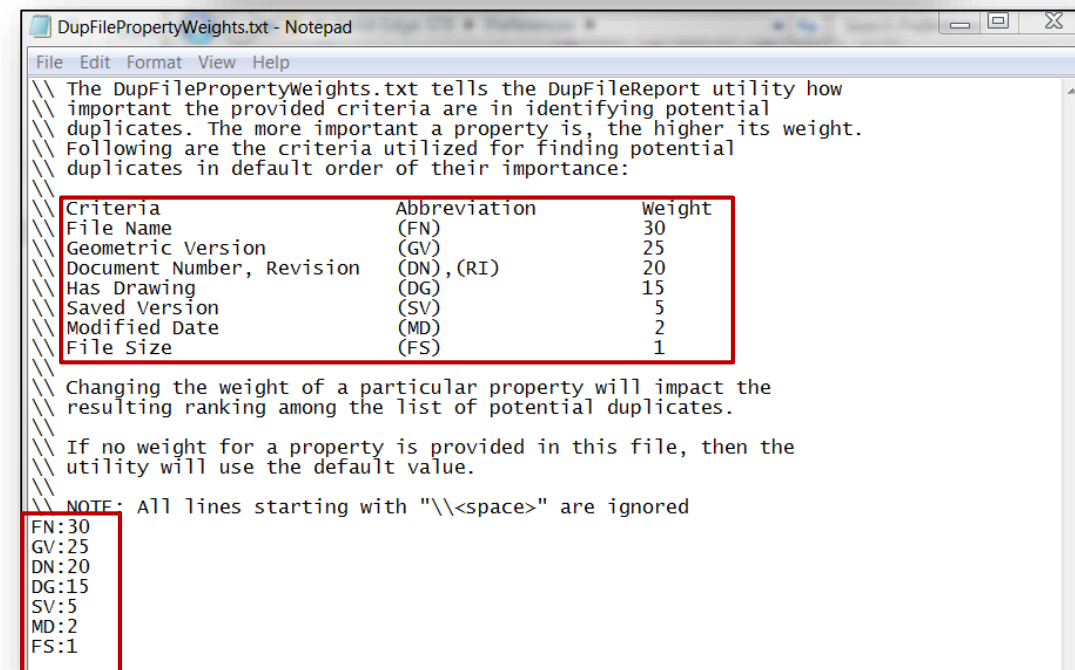 DupFilePropertyWeights.txt - Notepad
File Edit Format View Help
\\ The DupFilePropertyWeights.txt tells the DupFileReport utility how
\\ important the provided criteria are in identifying potential
\\ duplicates. The more important a property is, the higher its weight.
\\ Following are the criteria utilized for finding potential
\\ duplicates in default order of their importance:
\\
\\ Criteria Abbreviation Weight
\\ File Name (FN) 30
\\ Geometric Version (GV) 25
\\ Document Number, Revision (DN),(RI) 20
\\ Has Drawing (DG) 15
\\ Saved Version (SV) 5
\\ Modified Date (MD) 2
\\ File Size (FS) 1
\\
\\ Changing the weight of a particular property will impact the
\\ resulting ranking among the list of potential duplicates.
\\
\\ If no weight for a property is provided in this file, then the
\\ utility will use the default value.
\\
\\ NOTE: All lines starting with "\\<space>" are ignored
FN:30
GV:25
DN:20
DG:15
SV:5
MD:2
FS:1